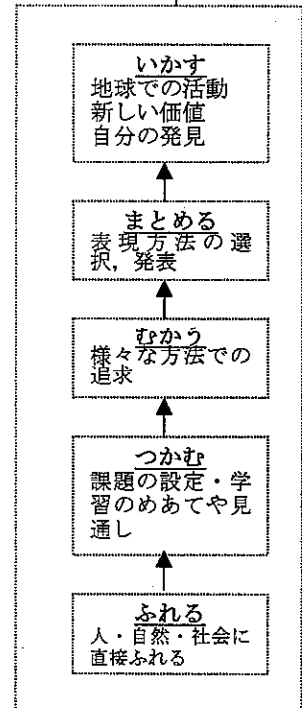 いかす
地球での活動
新しい価値
自分の発見
まとめる
表現方法の選
択，発表
むかう
様々な方法での
追求
つかむ
課題の設定・学
習のめあてや見
通し
ふれる
人・自然・社会に
直接ふれる